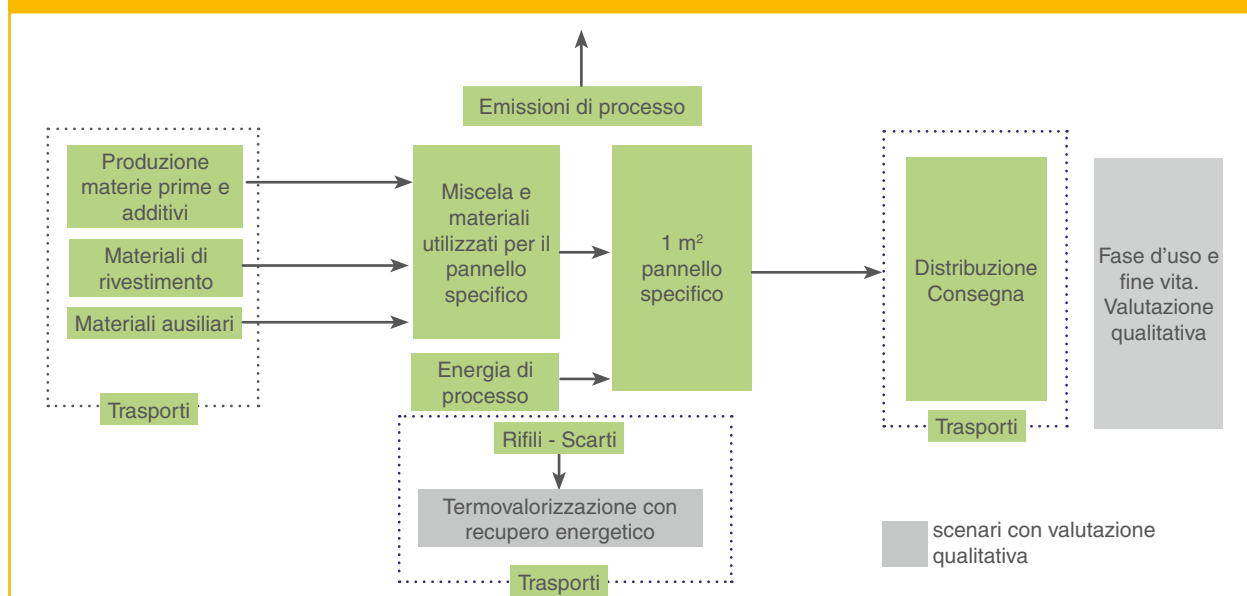 Emissioni di processo
Produzione
materie prime e
additivi
Materiali di
rivestimento
Materiali ausiliari
Trasporti
Miscela e
materiali
utilizzati per il
pannello
specifico
Energia di
processo
1 m²
pannello
specifico
Rifili - Scarti
Termovalorizzazione con
recupero energetico
Trasporti
Distribuzione
Consegna
Trasporti
Fase d'uso e
fine vita.
Valutazione
qualitativa
scenari con valutazione
qualitativa